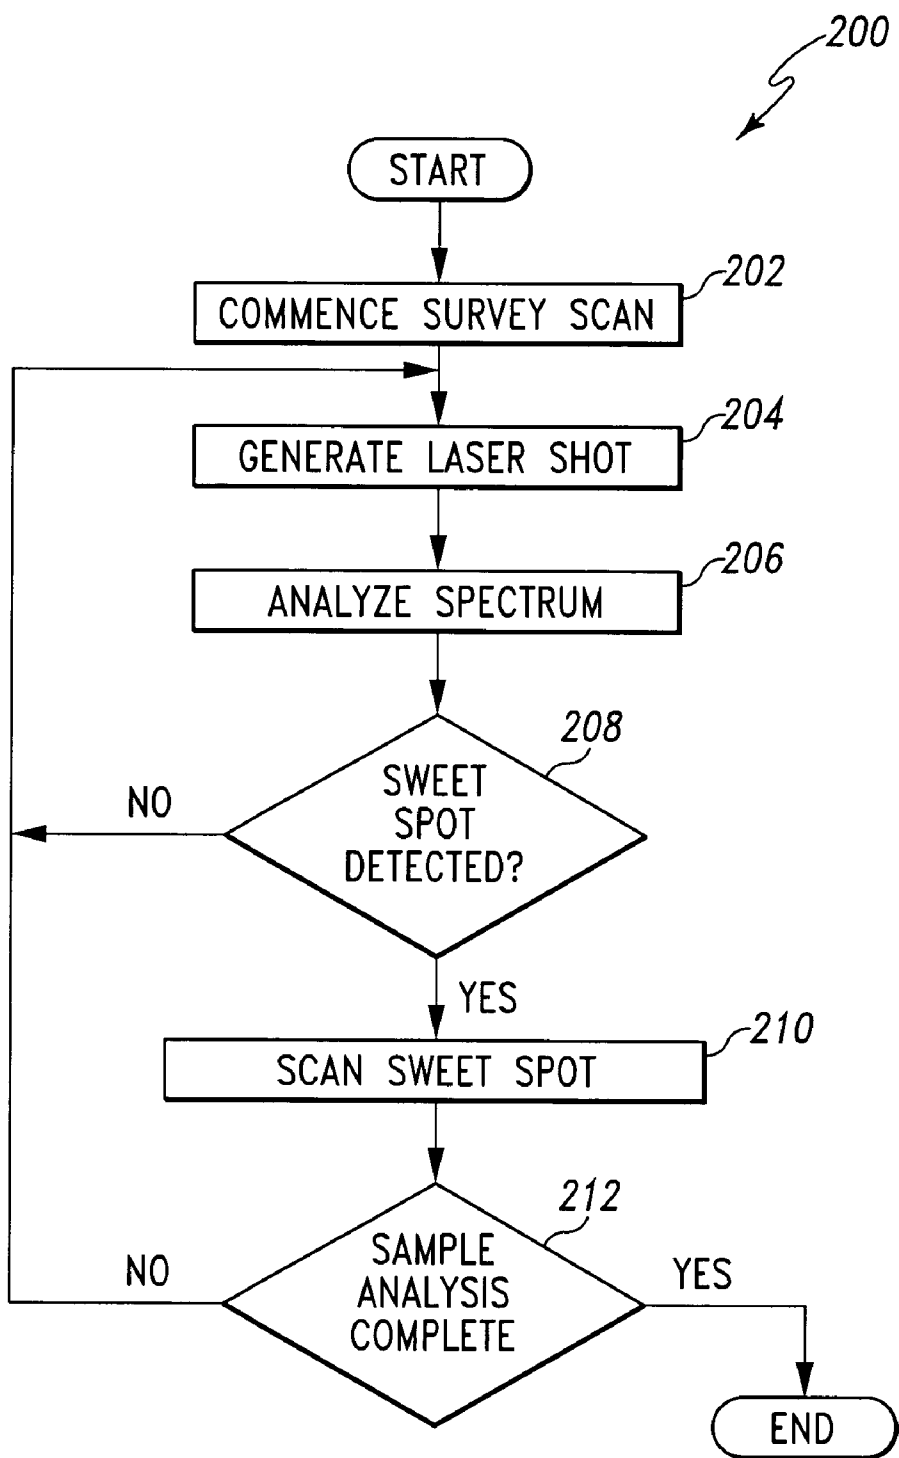 200
START
202
COMMENCE SURVEY SCAN
204
GENERATE LASER SHOT
206
ANALYZE SPECTRUM
208
SWEET
SPOT
DETECTED?
NO
YES
210
SCAN SWEET SPOT
212
SAMPLE
ANALYSIS
COMPLETE
NO
YES
END